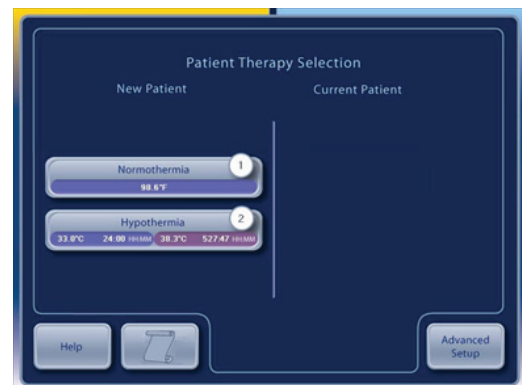 Patient Therapy Selection
New Patient
Current Patient
Normothermia
1
98.6°F
Hypothermia
2
33.0°C 24:00 HH:MM 38.3°C 527:47 HH:MM
Help
Advanced
Setup